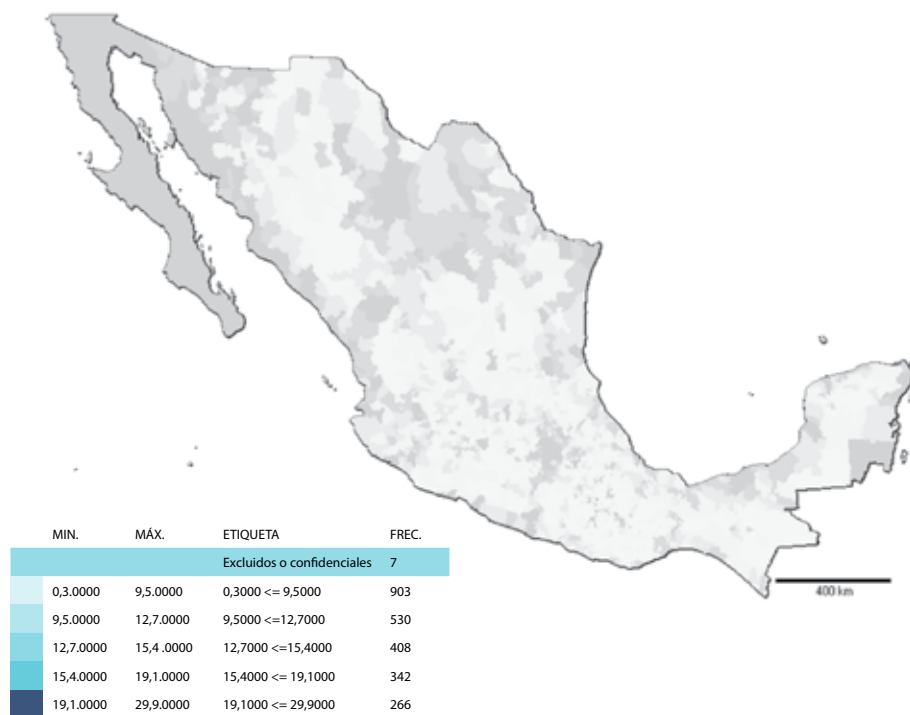 MIN. MÁX. ETIQUETA FREC.
Excluidos o confidenciales 7
0,3.0000 9,5.0000 0,3000 <= 9,5000 903
9,5.0000 12,7.0000 9,5000 <=12,7000 530
12,7.0000 15,4 .0000 12,7000 <=15,4000 408
15,4.0000 19,1.0000 15,4000 <= 19,1000 342
19,1.0000 29,9.0000 19,1000 <= 29,9000 266
400 km